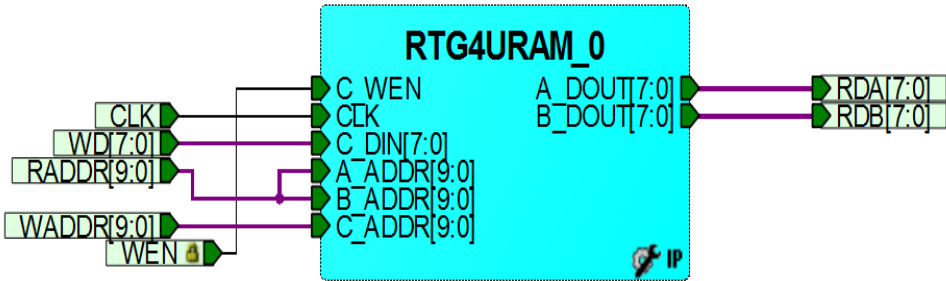 RTG4URAM_0
C_WEN
CLK
C_DIN[7:0]
A_ADDR[9:0]
B_ADDR[9:0]
C_ADDR[9:0]
A_DOUT[7:0]
B_DOUT[7:0]
CLK
WD[7:0]
RADDR[9:0]
WADDR[9:0]
WEN
RDA[7:0]
RDB[7:0]
IP